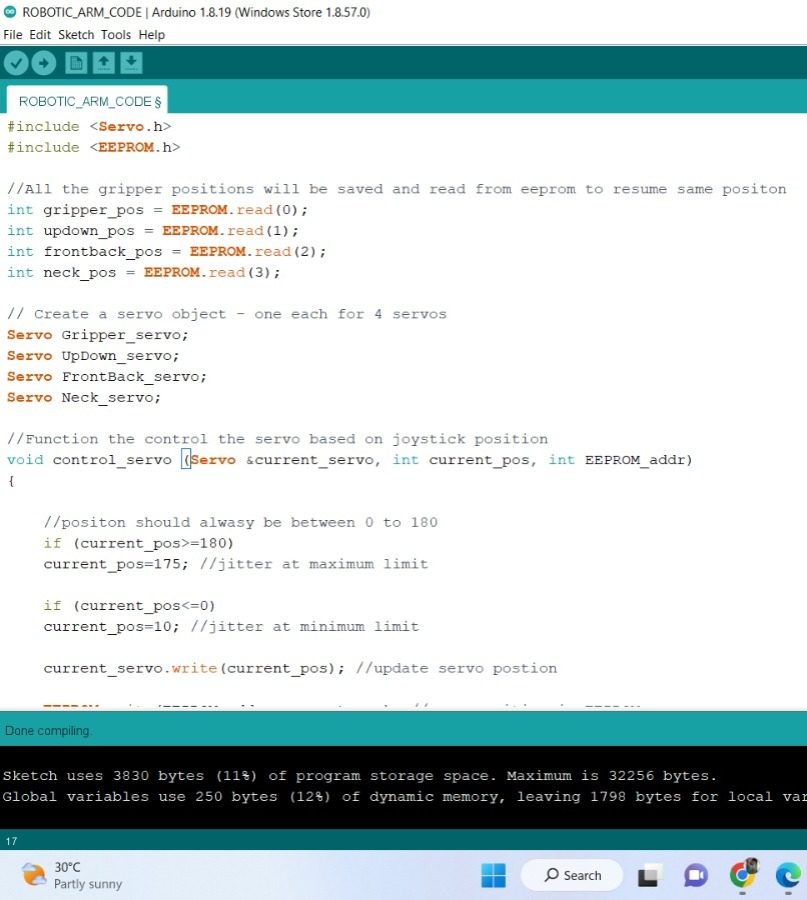 ROBOTIC_ARM_CODE | Arduino 1.8.19 (Windows Store 1.8.57.0)
File Edit Sketch Tools Help
ROBOTIC_ARM_CODE §
#include <Servo.h>
#include <EEPROM.h>
//All the gripper positions will be saved and read from eeprom to resume same positon
int gripper_pos = EEPROM.read(0);
int updown_pos = EEPROM.read(1);
int frontback_pos = EEPROM.read(2);
int neck_pos = EEPROM.read(3);
// Create a servo object - one each for 4 servos
Servo Gripper_servo;
Servo UpDown_servo;
Servo FrontBack_servo;
Servo Neck_servo;
//Function the control the servo based on joystick position
void control_servo (Servo &current_servo, int current_pos, int EEPROM_addr)
{
//positon should alwasy be between 0 to 180
if (current_pos>=180)
current_pos=175; //jitter at maximum limit
if (current_pos<=0)
current_pos=10; //jitter at minimum limit
current_servo.write(current_pos); //update servo postion
Done compiling.
Sketch uses 3830 bytes (11%) of program storage space. Maximum is 32256 bytes.
Global variables use 250 bytes (12%) of dynamic memory, leaving 1798 bytes for local var
17
30°C
Partly sunny
Search